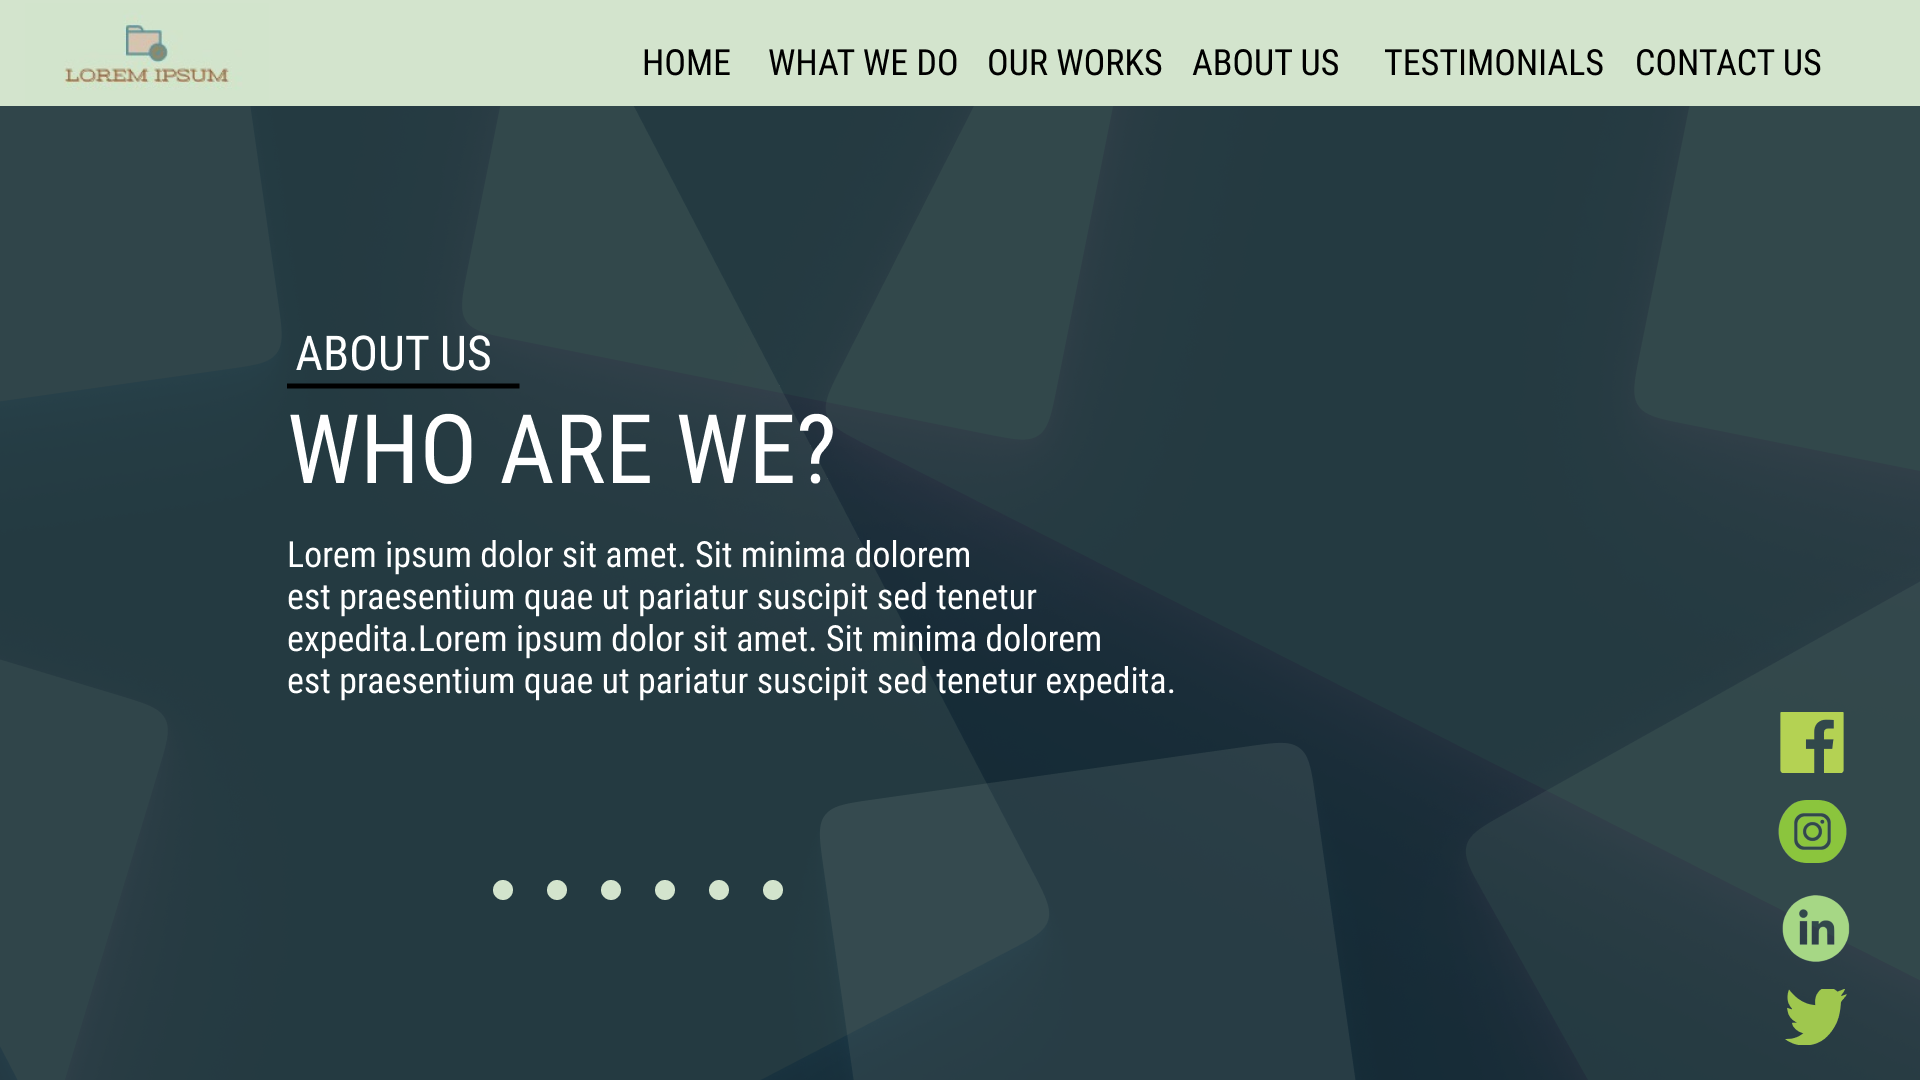 LOREM IPSUM
HOME WHAT WE DO OUR WORKS ABOUT US TESTIMONIALS CONTACT US
ABOUT US
WHO ARE WE?
Lorem ipsum dolor sit amet. Sit minima dolorem
est praesentium quae ut pariatur suscipit sed tenetur
expedita.Lorem ipsum dolor sit amet. Sit minima dolorem
est praesentium quae ut pariatur suscipit sed tenetur expedita.
f
in